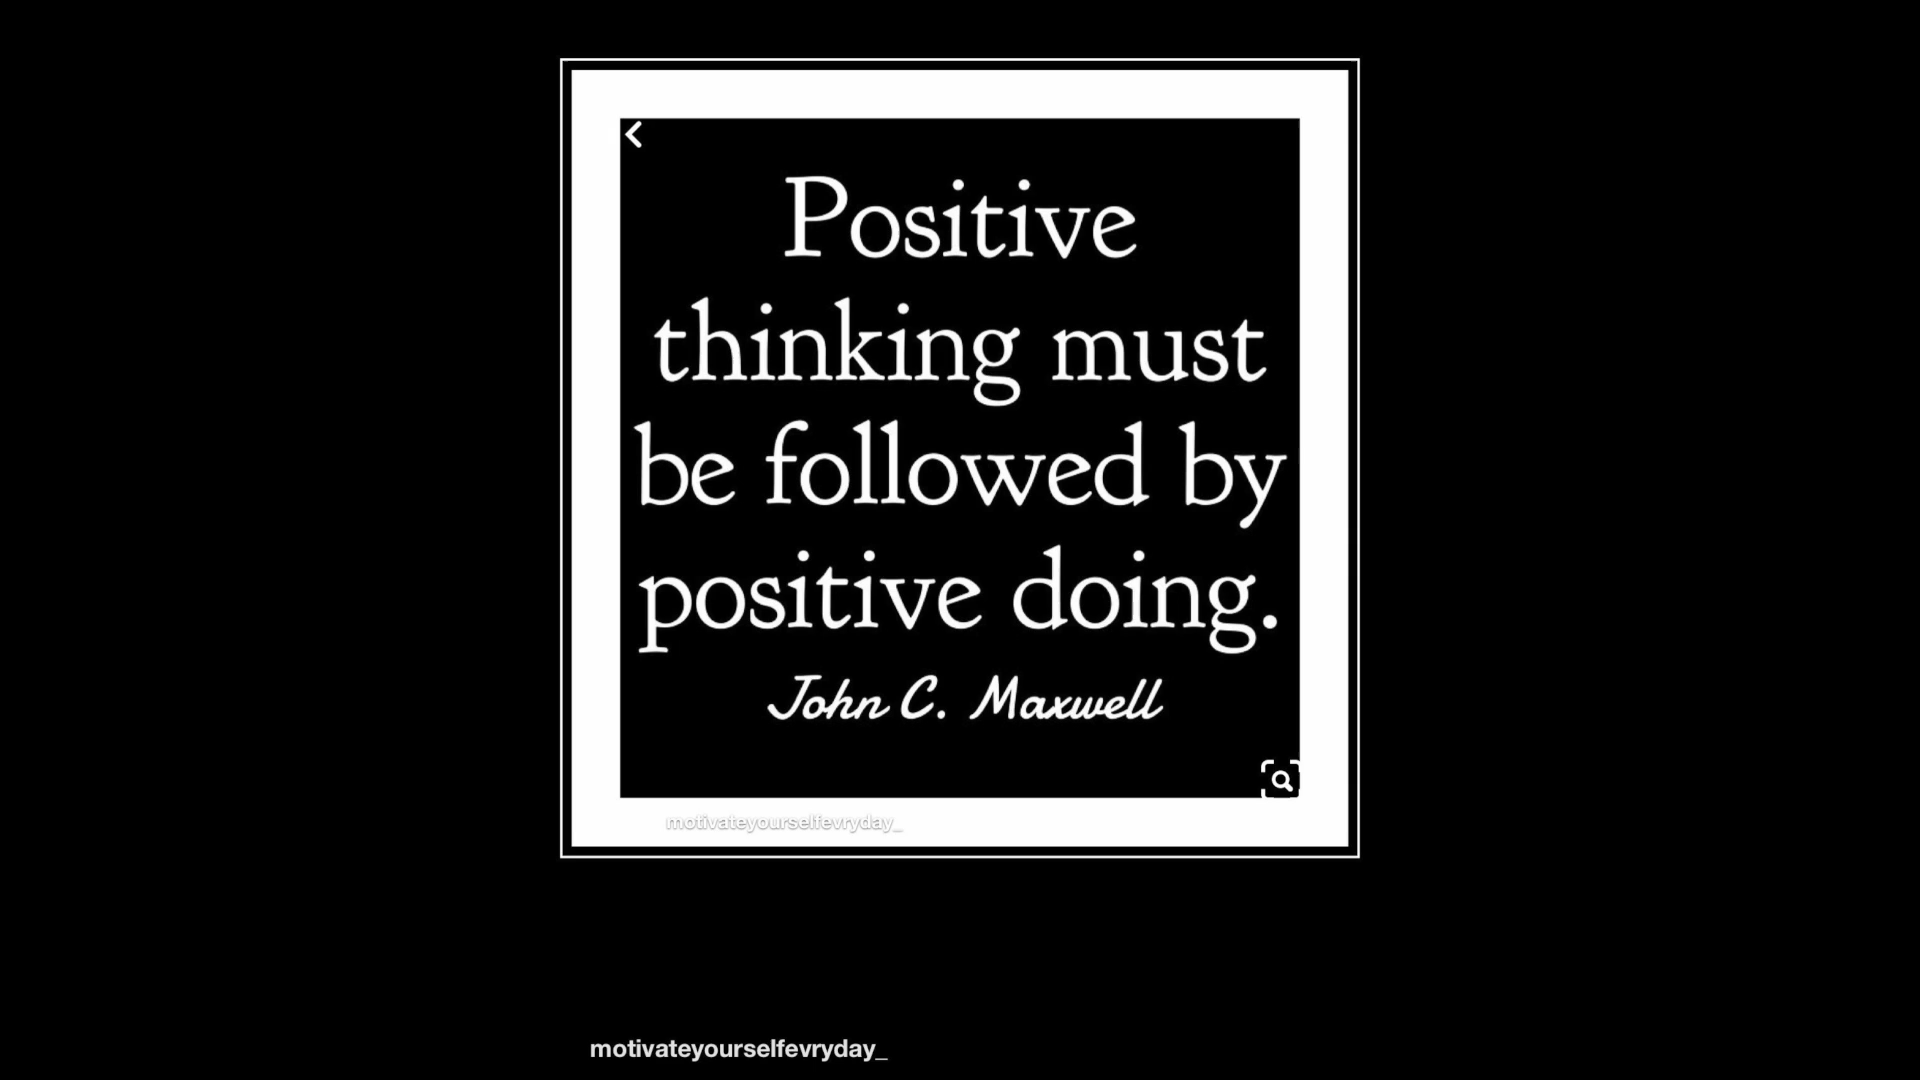 Positive
thinking must
be followed by
positive doing.
John C. Maxwell
motivateyourselfevryday_
motivateyourselfevryday_